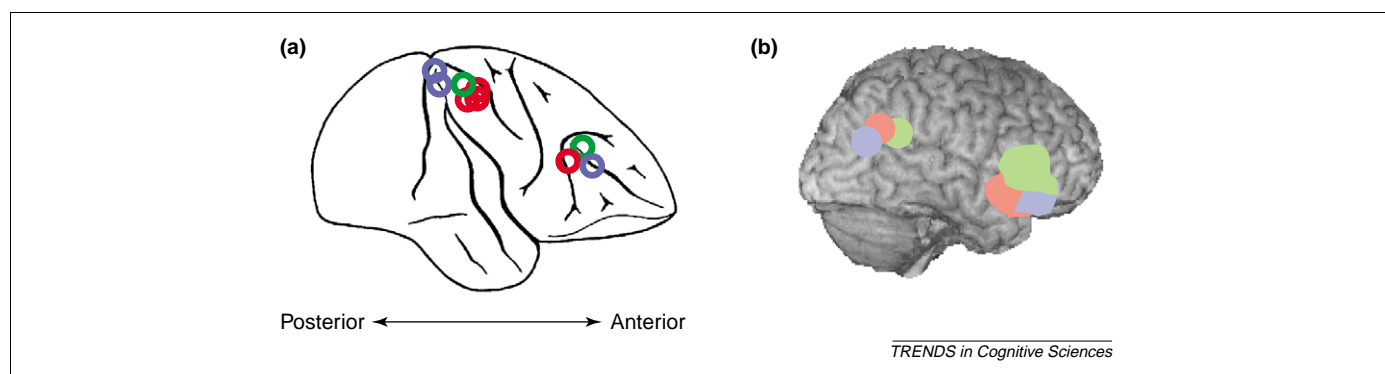 (a)
(b)
Posterior
Anterior
TRENDS in Cognitive Sciences